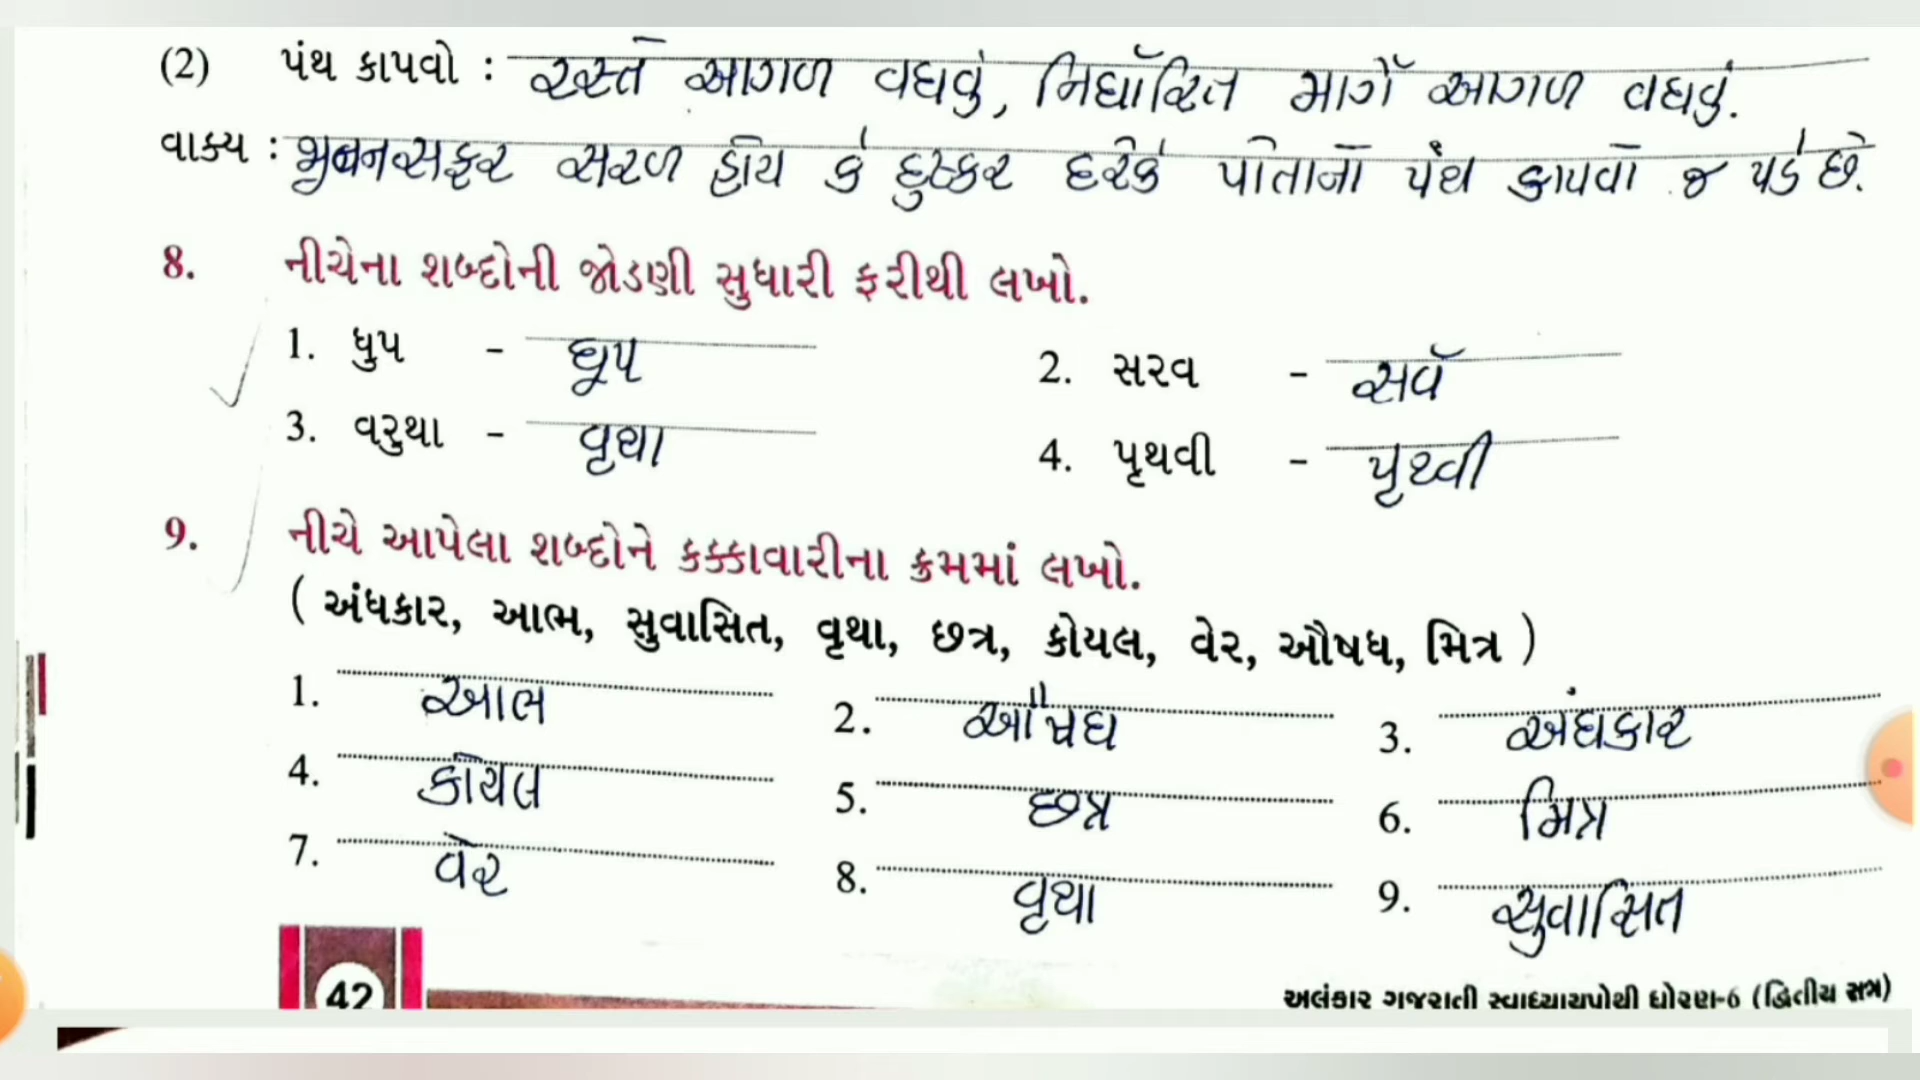 (2) પંથ કાપવો : રસ્તે આગળ વધવું, નિર્ધારિત માર્ગે આગળ વધવું.
વાક્ય : જીવનસફર સરળ હોય કે દુષ્કર દરેકે પોતાનો પંથ કાપવો જ પડે છે.
8. નીચેના શબ્દોની જોડણી સુધારી ફરીથી લખો.
1. ધુપ - ધૂપ 2. સરવ - સર્વ
3. વરુથા - વૃથા 4. પૃથવી - પૃથ્વી
9. નીચે આપેલા શબ્દોને કક્કાવારીના ક્રમમાં લખો.
( અંધકાર, આભ, સુવાસિત, વૃથા, છત્ર, કોયલ, વેર, ઔષધ, મિત્ર )
1. આભ 2. ઔષધ 3. અંધકાર
4. કોયલ 5. છત્ર 6. મિત્ર
7. વેર 8. વૃથા 9. સુવાસિત
42 અલંકાર ગજરાતી સ્વાધ્યાયપોથી ધોરણ-6 (દ્વિતીય સત્ર)